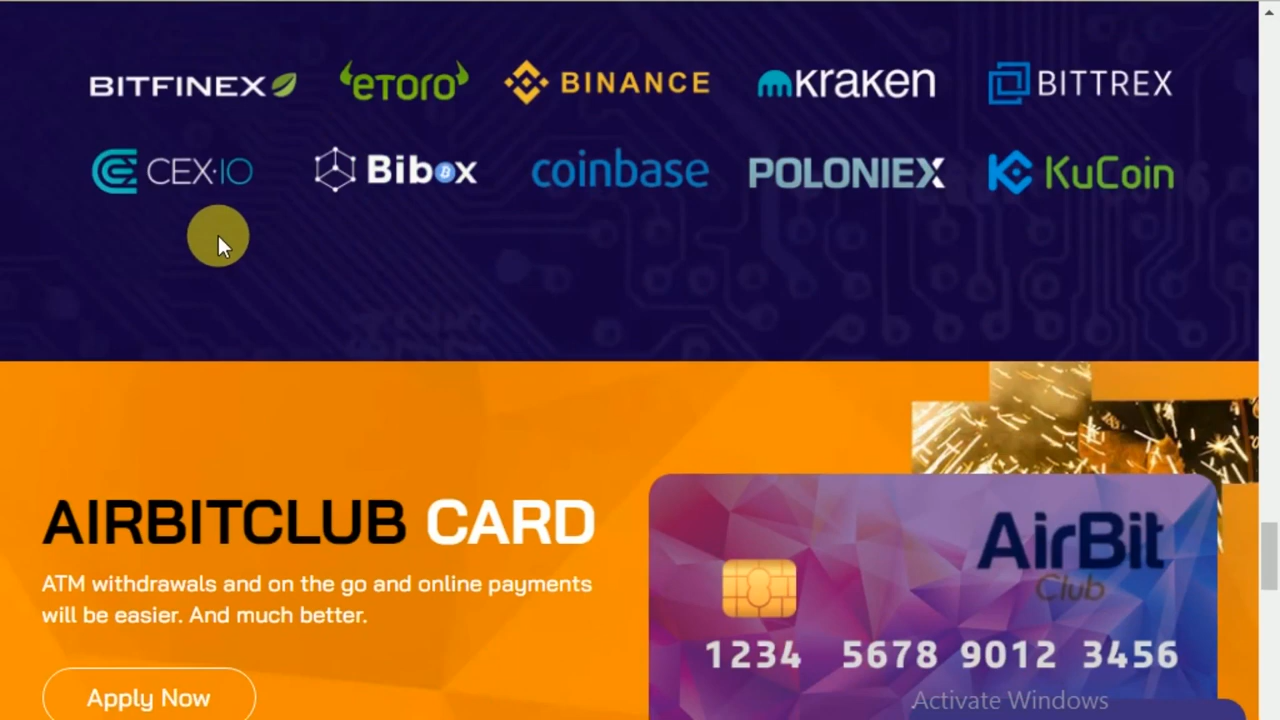 BITFINEX eToro BINANCE kraken BITTREX
CEX·IO Bibox coinbase POLONIEX KuCoin
AIRBITCLUB CARD
ATM withdrawals and on the go and online payments
will be easier. And much better.
Apply Now
AirBit
Club
1234 5678 9012 3456
Activate Windows